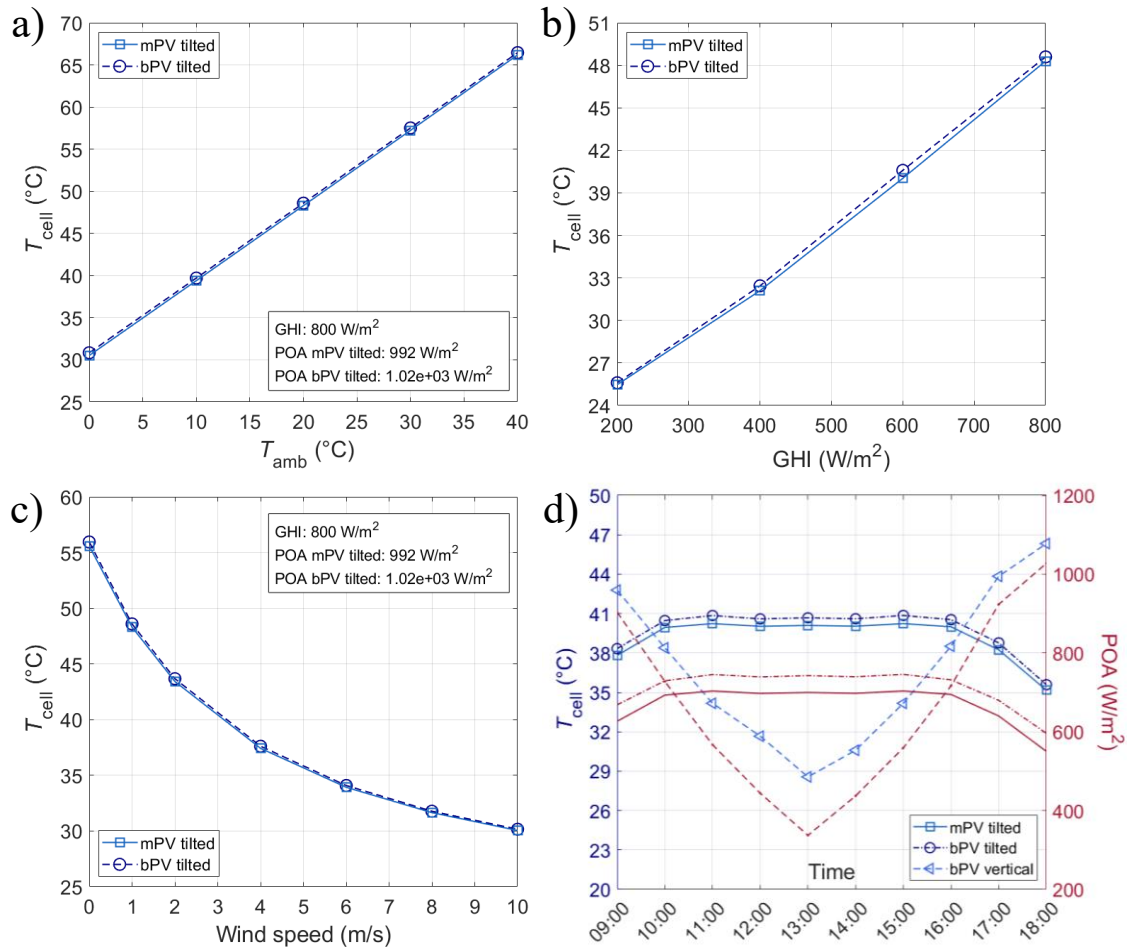 a)
70
65
60
55
50
45
40
35
30
25
T_cell (°C)
mPV tilted
bPV tilted
GHI: 800 W/m²
POA mPV tilted: 992 W/m²
POA bPV tilted: 1.02e+03 W/m²
0 5 10 15 20 25 30 35 40
T_amb (°C)
b)
51
48
45
42
39
36
33
30
27
24
T_cell (°C)
mPV tilted
bPV tilted
200 300 400 500 600 700 800
GHI (W/m²)
c)
60
55
50
45
40
35
30
25
T_cell (°C)
GHI: 800 W/m²
POA mPV tilted: 992 W/m²
POA bPV tilted: 1.02e+03 W/m²
mPV tilted
bPV tilted
0 1 2 3 4 5 6 7 8 9 10
Wind speed (m/s)
d)
50
47
44
41
38
35
32
29
26
23
20
T_cell (°C)
1200
1000
800
600
400
200
POA (W/m²)
mPV tilted
bPV tilted
bPV vertical
Time
09:00 10:00 11:00 12:00 13:00 14:00 15:00 16:00 17:00 18:00